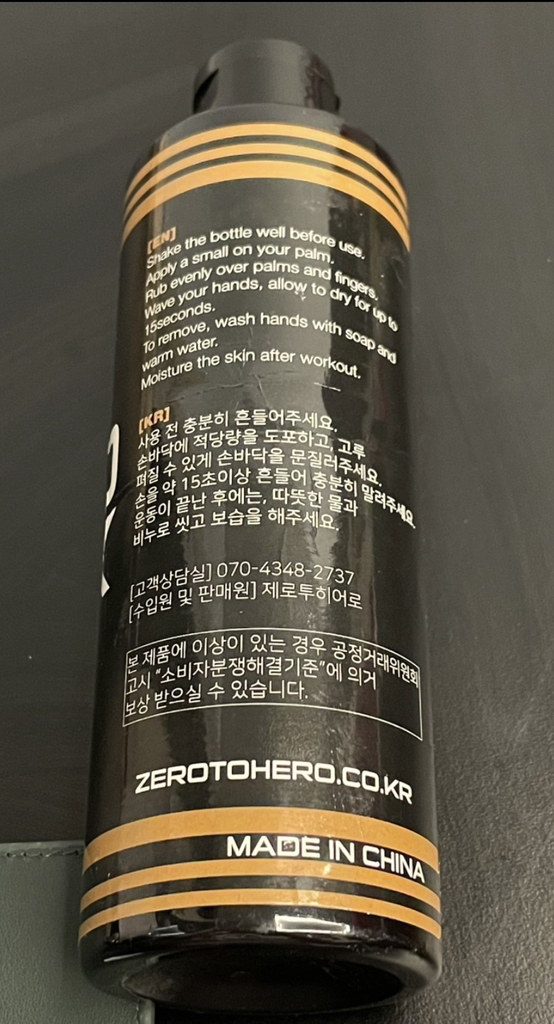 [EN]
Shake the bottle well before use.
Apply a small on your palm.
Rub evenly over palms and fingers.
Wave your hands, allow to dry for up to
15seconds.
To remove, wash hands with soap and
warm water.
Moisture the skin after workout.
[KR]
사용 전 충분히 흔들어주세요.
손바닥에 적당량을 도포하고, 고루
퍼질 수 있게 손바닥을 문질러주세요.
손을 약 15초이상 흔들어 충분히 말려주세요.
운동이 끝난 후에는, 따뜻한 물과
비누로 씻고 보습을 해주세요.
[고객상담실] 070-4348-2737
[수입원 및 판매원] 제로투히어로
본 제품에 이상이 있는 경우 공정거래위원회
고시 "소비자분쟁해결기준"에 의거
보상 받으실 수 있습니다.
ZEROTOHERO.CO.KR
MADE IN CHINA